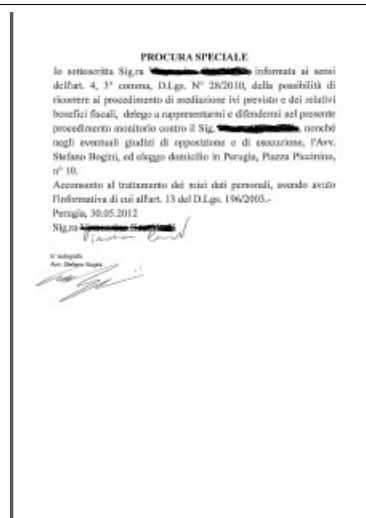 PROCURA SPECIALE
Io sottoscritta Sig.ra informata ai sensi
dell'art. 4, 3° comma, D.Lgs. N° 28/2010, della possibilità di
ricorrere al procedimento di mediazione ivi previsto e dei relativi
benefici fiscali, delego a rappresentarmi e difendermi nel presente
procedimento monitorio contro il Sig. , nonché
negli eventuali giudizi di opposizione e di esecuzione, l'Avv.
Stefano Bogini, ed eleggo domicilio in Perugia, Piazza Piccinino,
n° 10.
Acconsento al trattamento dei miei dati personali, avendo avuto
l'informativa di cui all'art. 13 del D.Lgs. 196/2003.-
Perugia, 30.05.2012
Sig.ra
E' autografa
Avv. Stefano Bogini